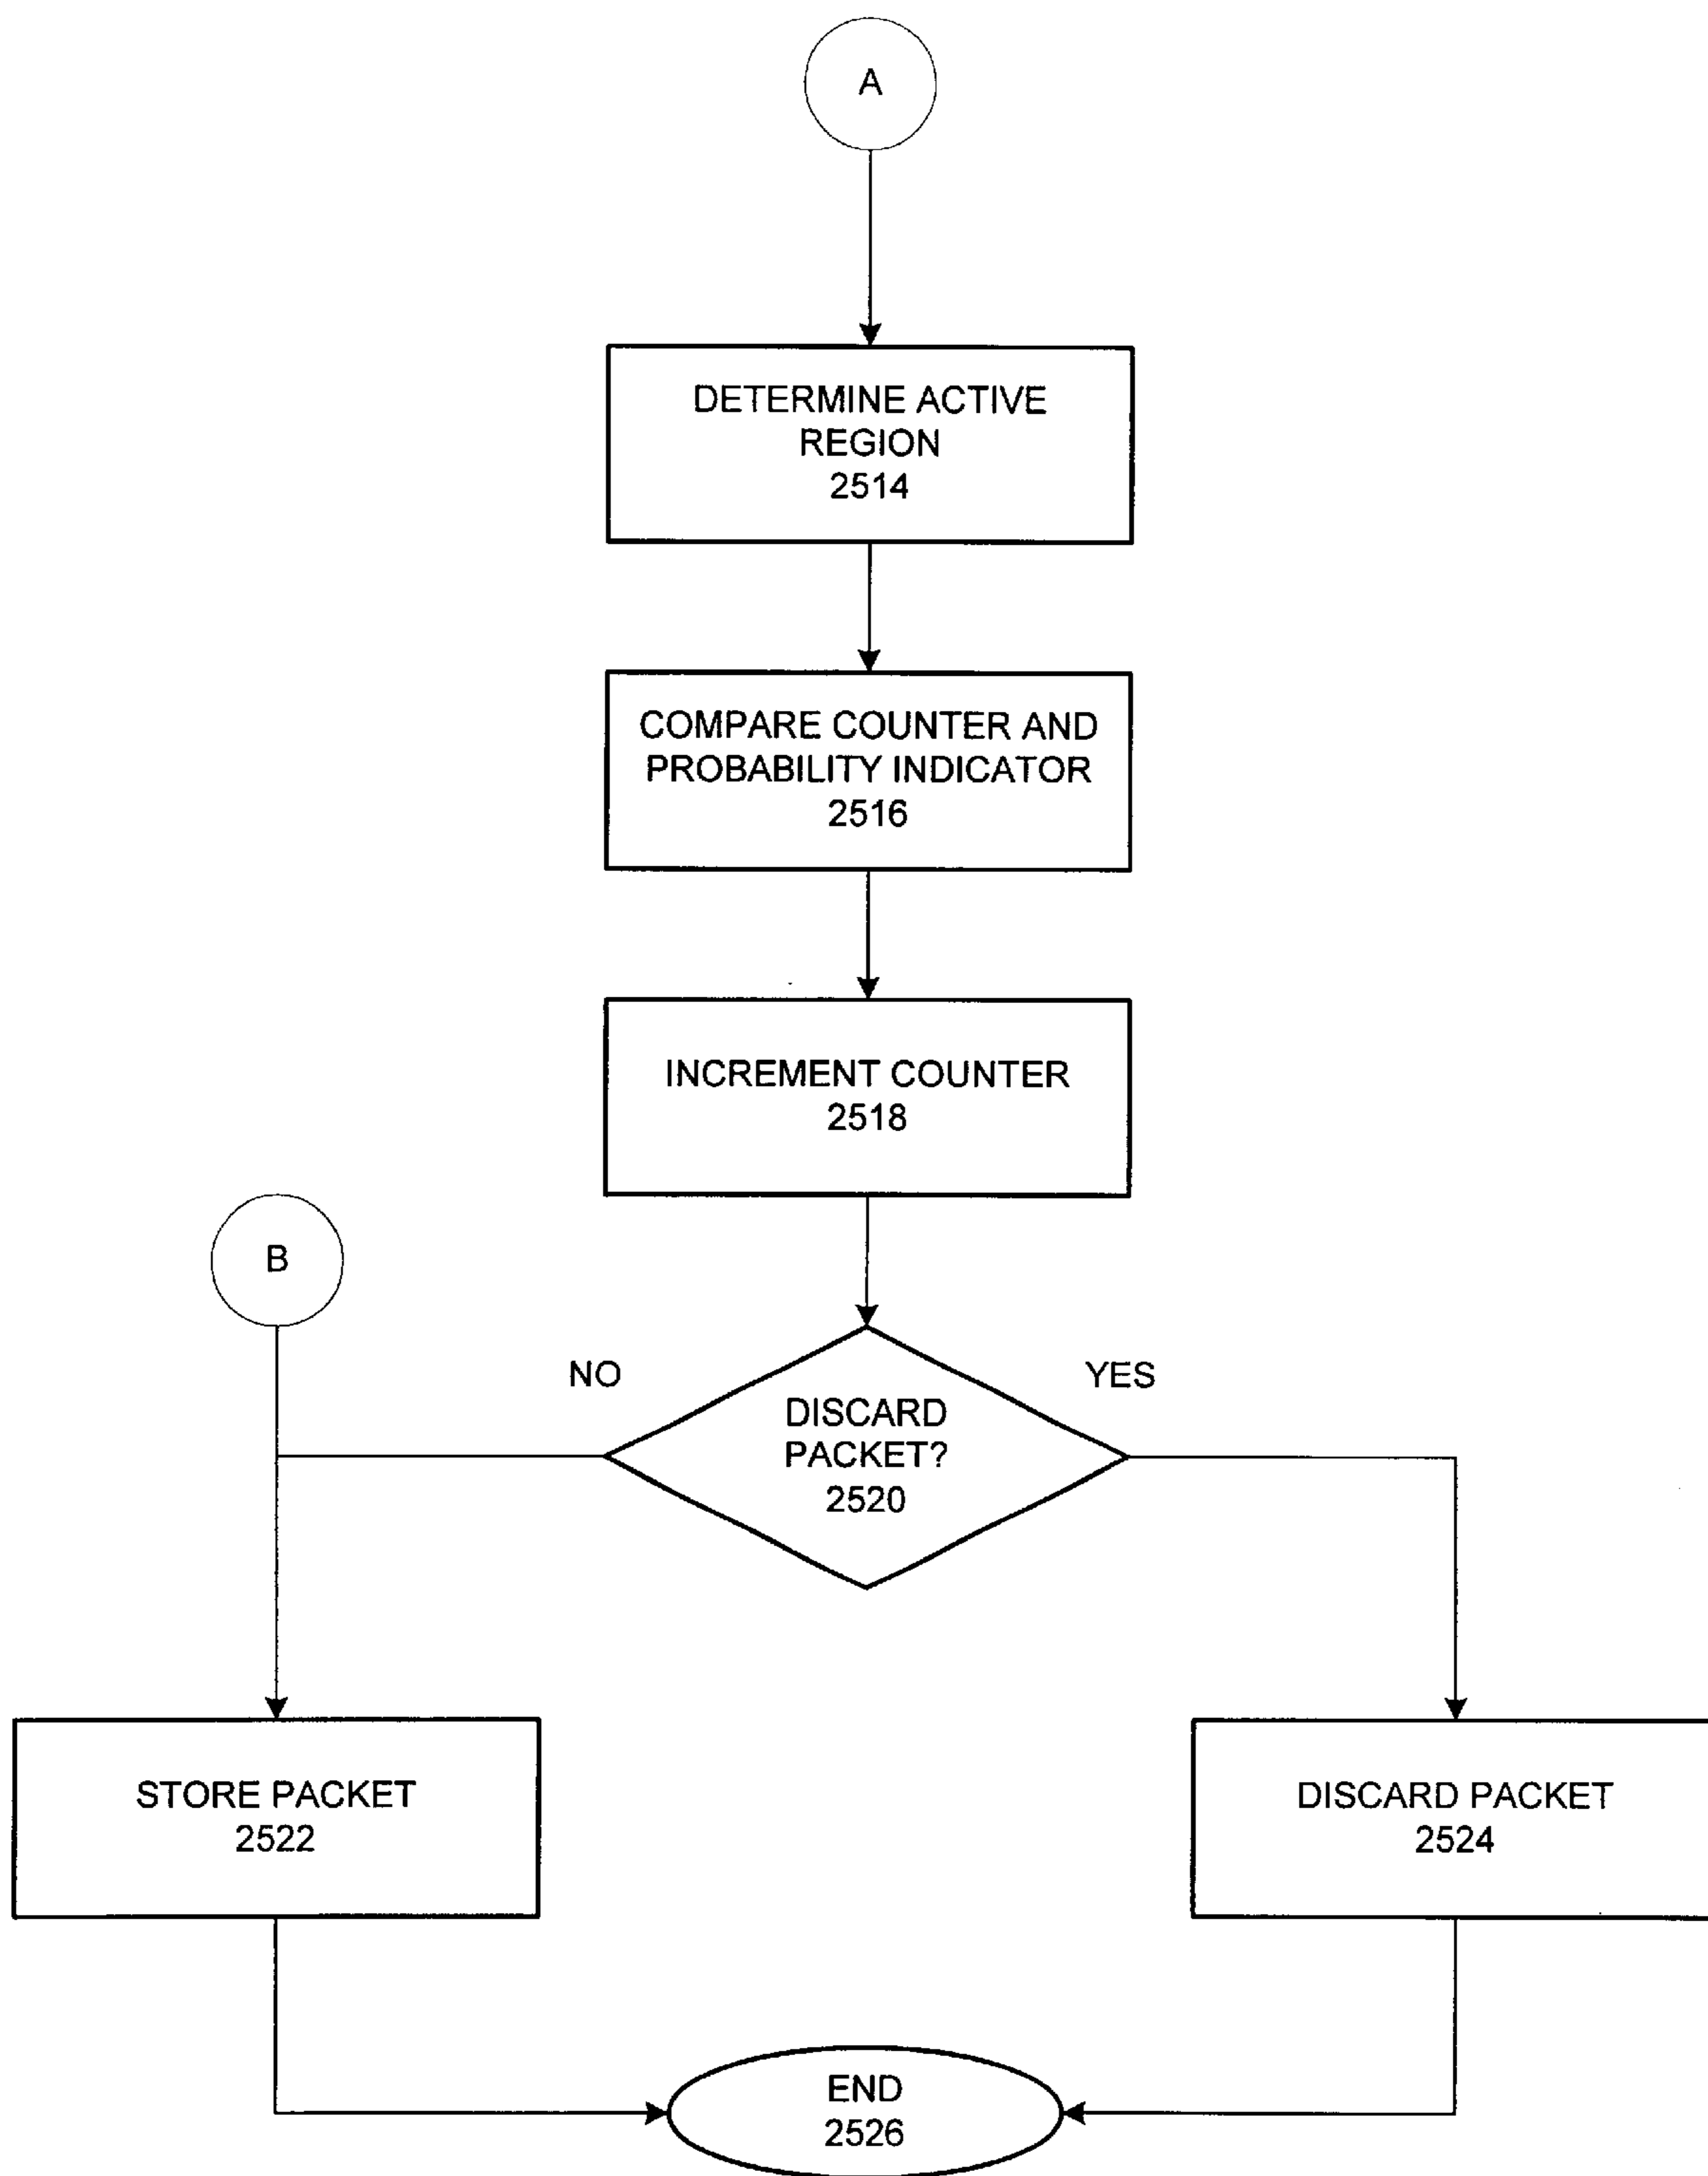 A
DETERMINE ACTIVE
REGION
2514
COMPARE COUNTER AND
PROBABILITY INDICATOR
2516
INCREMENT COUNTER
2518
B
NO
YES
DISCARD
PACKET?
2520
STORE PACKET
2522
DISCARD PACKET
2524
END
2526